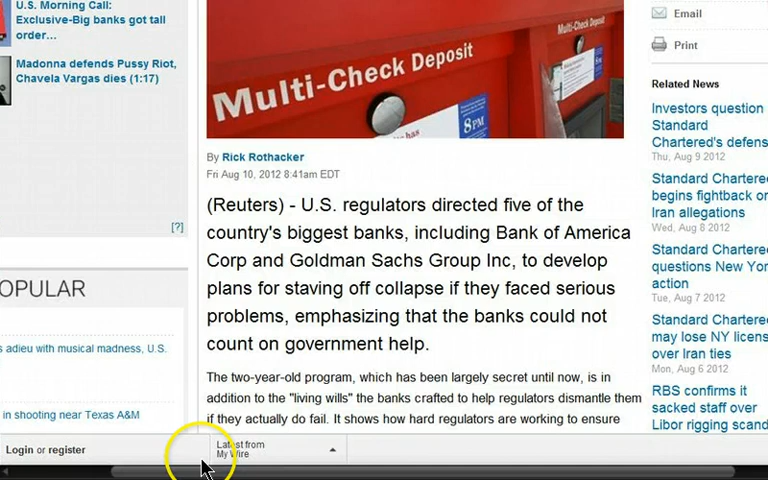 U.S. Morning Call:
Exclusive-Big banks got tall
order...
Madonna defends Pussy Riot,
Chavela Vargas dies (1:17)
[?]
OPULAR
s adieu with musical madness, U.S.
in shooting near Texas A&M
Multi-Check Deposit
Multi-Check Deposit
8PM
has
By Rick Rothacker
Fri Aug 10, 2012 8:41am EDT
(Reuters) - U.S. regulators directed five of the
country's biggest banks, including Bank of America
Corp and Goldman Sachs Group Inc, to develop
plans for staving off collapse if they faced serious
problems, emphasizing that the banks could not
count on government help.
The two-year-old program, which has been largely secret until now, is in
addition to the "living wills" the banks crafted to help regulators dismantle them
if they actually do fail. It shows how hard regulators are working to ensure
Email
Print
Related News
Investors question
Standard
Chartered's defens
Thu, Aug 9 2012
Standard Chartere
begins fightback or
Iran allegations
Wed, Aug 8 2012
Standard Chartere
questions New Yor
action
Tue, Aug 7 2012
Standard Chartere
may lose NY licens
over Iran ties
Mon, Aug 6 2012
RBS confirms it
sacked staff over
Libor rigging scand
Login or register
Latest from
My Wire